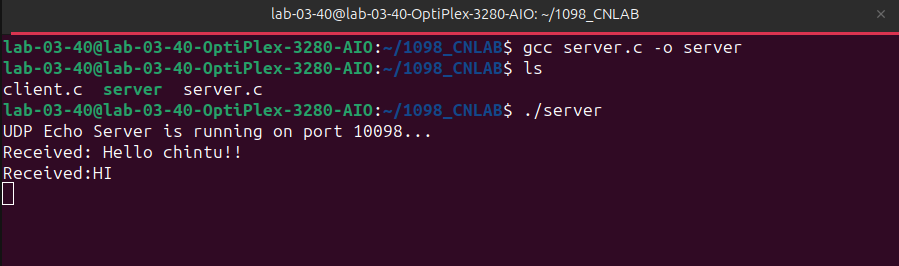 lab-03-40@lab-03-40-OptiPlex-3280-AIO: ~/1098_CNLAB
lab-03-40@lab-03-40-OptiPlex-3280-AIO:~/1098_CNLAB$ gcc server.c -o server
lab-03-40@lab-03-40-OptiPlex-3280-AIO:~/1098_CNLAB$ ls
client.c  server  server.c
lab-03-40@lab-03-40-OptiPlex-3280-AIO:~/1098_CNLAB$ ./server
UDP Echo Server is running on port 10098...
Received: Hello chintu!!
Received:HI